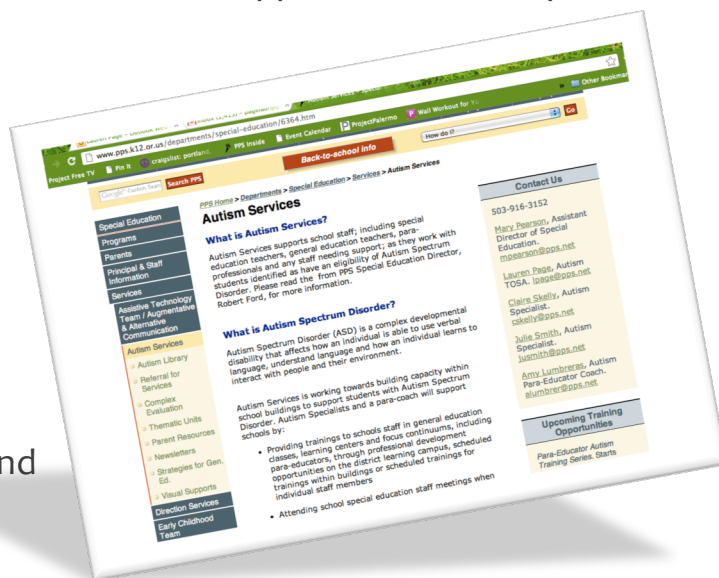 nd
www.pps.k12.or.us/departments/special-education/6364.htm
Project Free TV Pin It craigslist: portland PPS Inside Event Calendar ProjectPalermo Wall Workout for Other Bookmar
Search PPS
Back-to-school info
How do I?
Go
PPS Home > Departments > Special Education > Services > Autism Services
Special Education
Programs
Parents
Principal & Staff
Information
Services
Assistive Technology
Team / Augmentative
& Alternative
Communication
Autism Services
Autism Library
Referral for
Services
Complex
Evaluation
Thematic Units
Parent Resources
Newsletters
Strategies for Gen.
Ed.
Visual Supports
Direction Services
Early Childhood
Team
Autism Services
What is Autism Services?
Autism Services supports school staff; including special
education teachers, general education teachers, para-
professionals and any staff needing support; as they work with
students identified as have an eligibility of Autism Spectrum
Disorder. Please read the from PPS Special Education Director,
Robert Ford, for more information.
What is Autism Spectrum Disorder?
Autism Spectrum Disorder (ASD) is a complex developmental
disability that affects how an individual is able to use verbal
language, understand language and how an individual learns to
interact with people and their environment.
Autism Services is working towards building capacity within
school buildings to support students with Autism Spectrum
Disorder. Autism Specialists and a para-coach will support
schools by:
• Providing trainings to schools staff in general education
classes, learning centers and focus continuums, including
para-educators, through professional development
opportunities on the district learning campus, scheduled
trainings within buildings or scheduled trainings for
individual staff members
• Attending school special education staff meetings when
Contact Us
503-916-3152
Mary Pearson, Assistant
Director of Special
Education.
mpearson@pps.net
Lauren Page, Autism
TOSA. lpage@pps.net
Claire Skelly, Autism
Specialist.
cskelly@pps.net
Julie Smith, Autism
Specialist.
jusmith@pps.net
Amy Lumbreras, Autism
Para-Educator Coach.
alumbrer@pps.net
Upcoming Training
Opportunities
Para-Educator Autism
Training Series. Starts